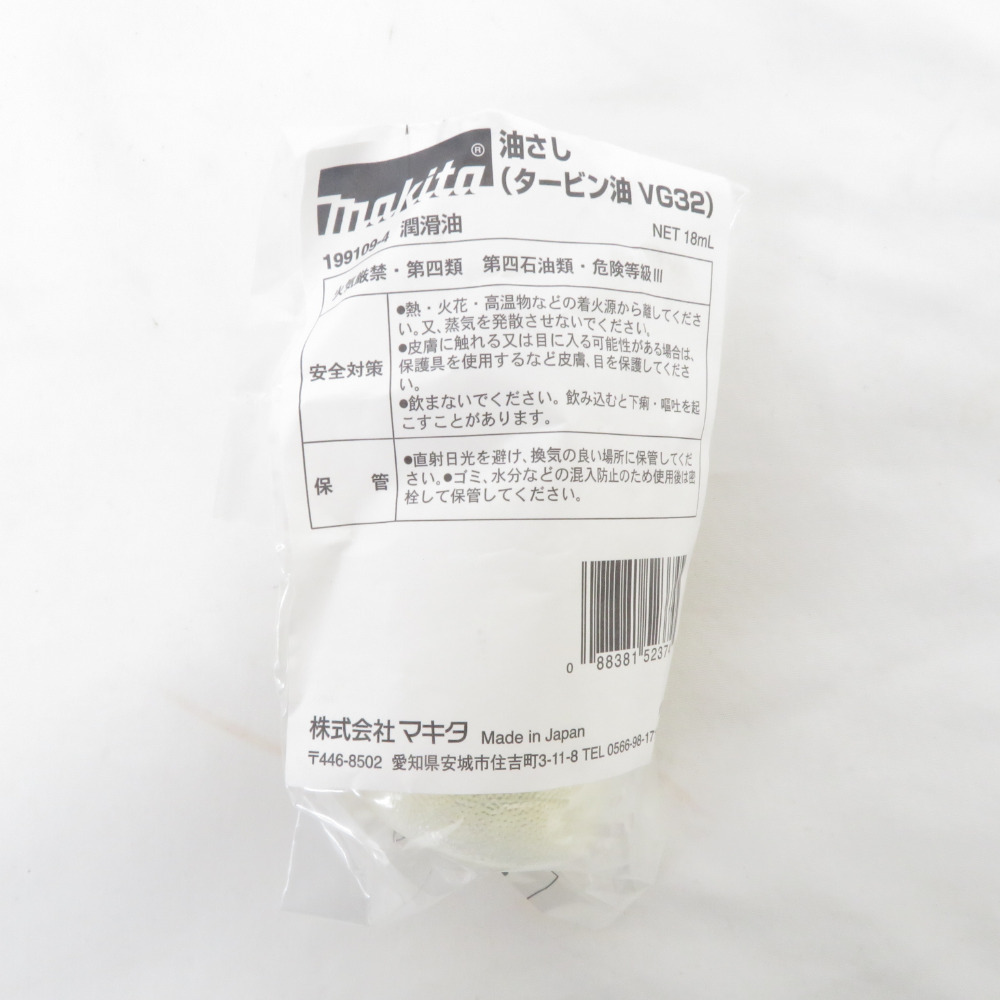 makita®
油さし
(タービン油 VG32)
199109-4 潤滑油
NET 18mL
火気厳禁・第四類 第四石油類・危険等級Ⅲ
安全対策
●熱・火花・高温物などの着火源から離してくださ
い。又、蒸気を発散させないでください。
●皮膚に触れる又は目に入る可能性がある場合は、
保護具を使用するなど皮膚、目を保護してくださ
い。
●飲まないでください。飲み込むと下痢・嘔吐を起
こすことがあります。
保 管
●直射日光を避け、換気の良い場所に保管してくだ
さい。●ゴミ、水分などの混入防止のため使用後は密
栓して保管してください。
0 88381 5237
株式会社 マキタ Made in Japan
〒446-8502 愛知県安城市住吉町3-11-8 TEL 0566-98-17